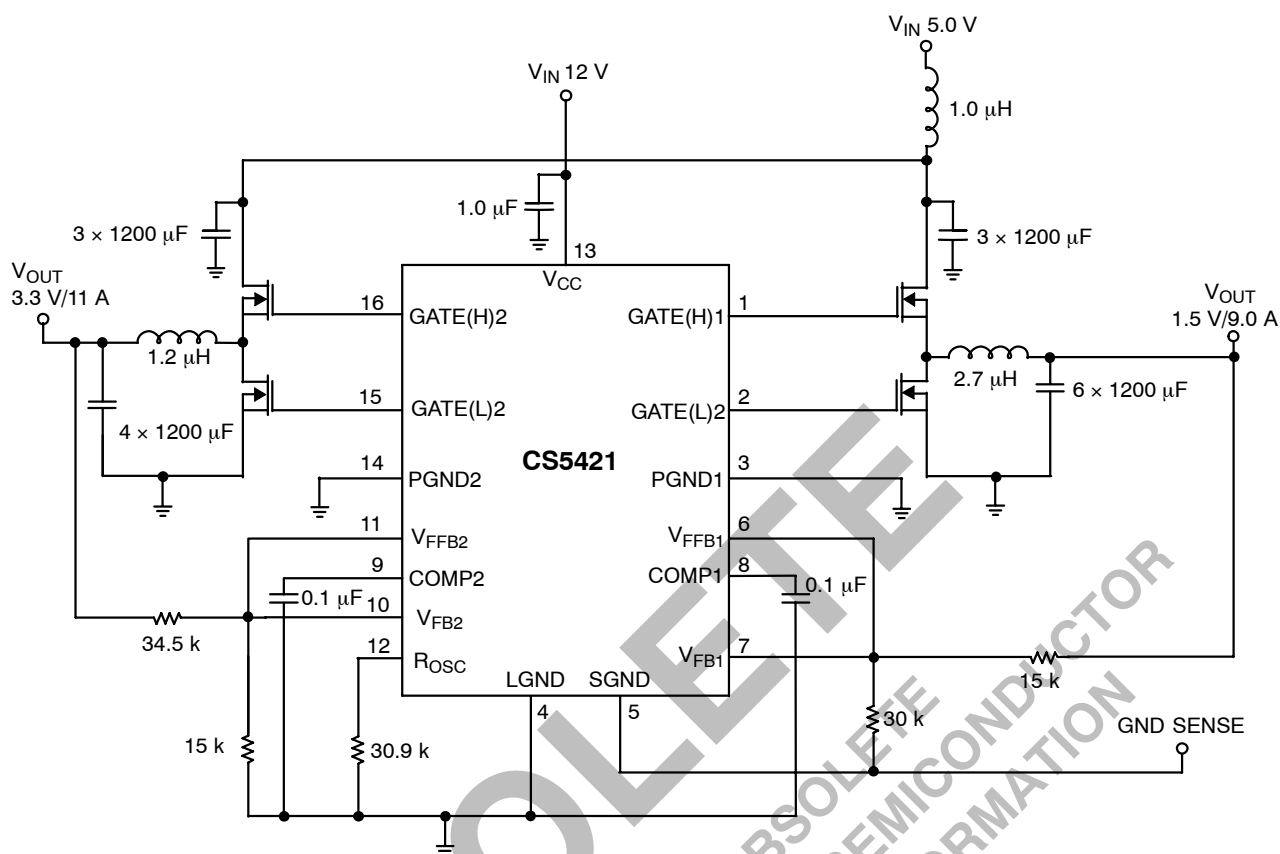 V_IN 5.0 V
V_IN 12 V
1.0 μH
1.0 μF
3 × 1200 μF
3 × 1200 μF
13
V_CC
V_OUT
3.3 V/11 A
V_OUT
1.5 V/9.0 A
16
GATE(H)2
GATE(H)1
1
1.2 μH
2.7 μH
15
GATE(L)2
GATE(L)2
2
6 × 1200 μF
4 × 1200 μF
CS5421
14
PGND2
PGND1
3
11
V_FFB2
V_FFB1
6
9
COMP2
COMP1
8
0.1 μF
0.1 μF
10
V_FB2
34.5 k
12
R_OSC
V_FB1
7
LGND
SGND
4
5
15 k
30 k
GND SENSE
15 k
30.9 k
OLETE
OBSOLETE
SEMICONDUCTOR
ORMATION